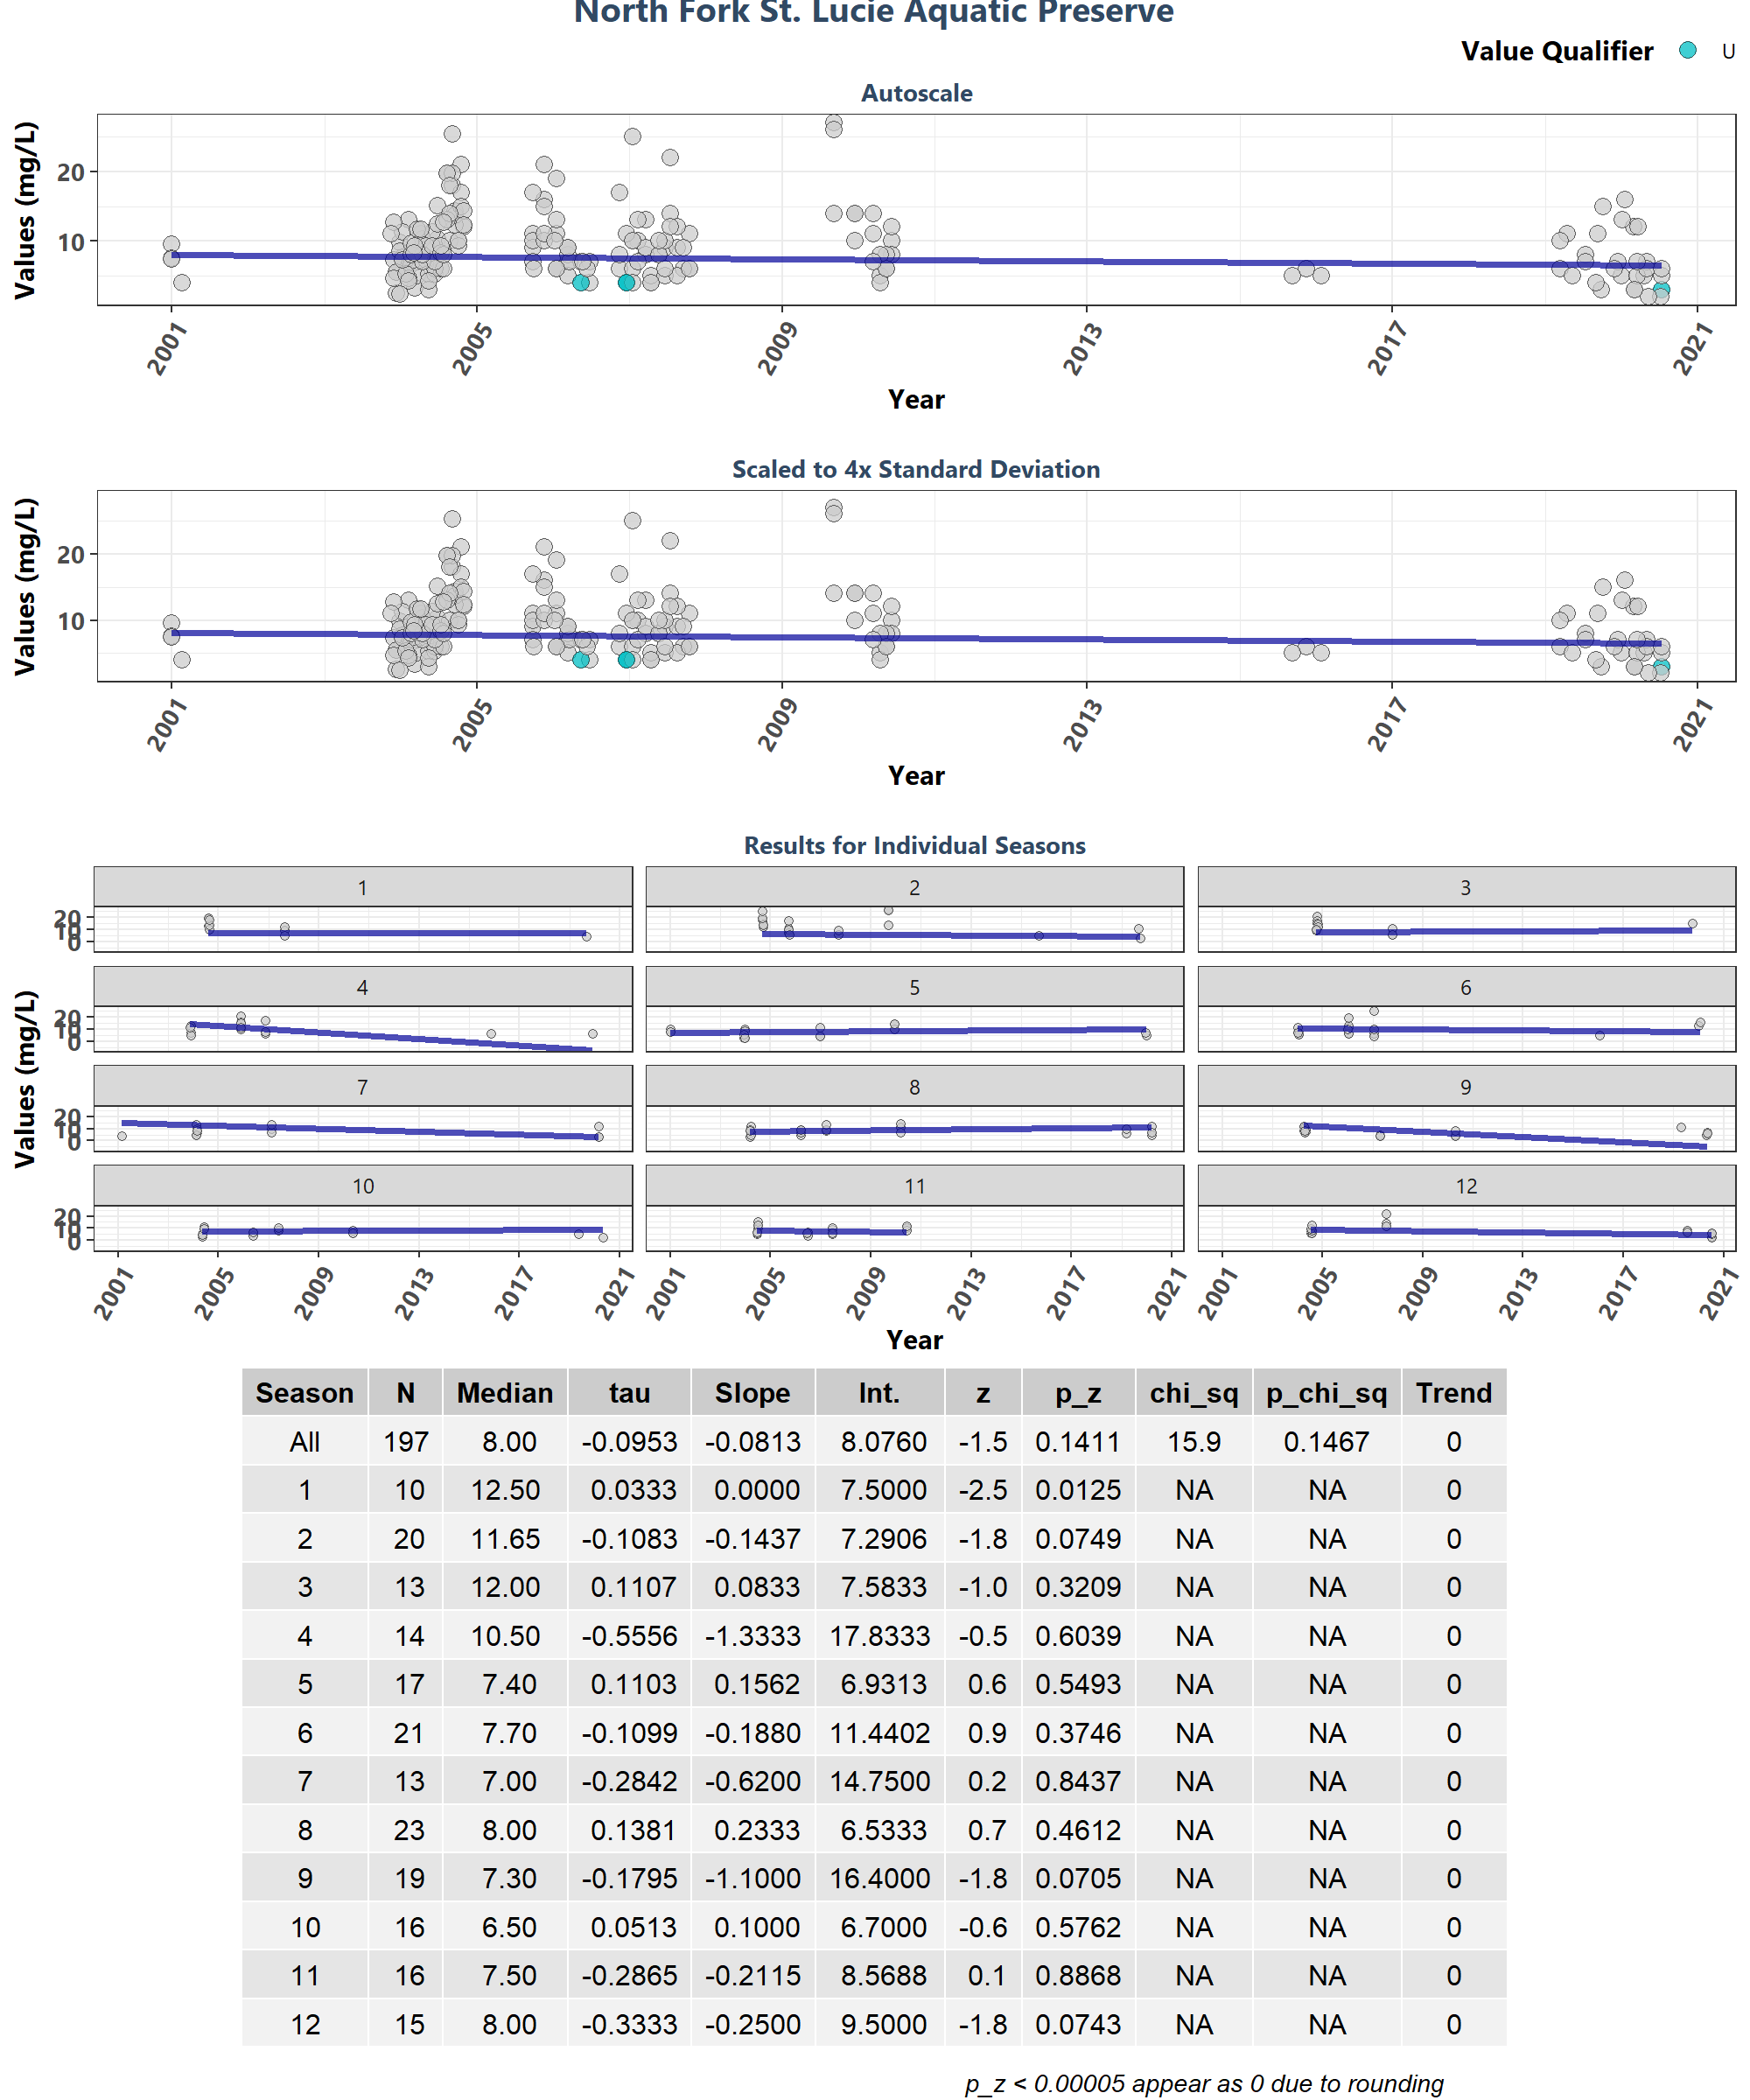 North Fork St. Lucie Aquatic Preserve
Value Qualifier U
Autoscale
Values (mg/L)
20
10
2001 2005 2009 2013 2017 2021
Year
Scaled to 4x Standard Deviation
Values (mg/L)
20
10
2001 2005 2009 2013 2017 2021
Year
Results for Individual Seasons
Values (mg/L)
1 2 3
20
10
0
4 5 6
20
10
0
7 8 9
20
10
0
10 11 12
20
10
0
2001 2005 2009 2013 2017 2021 2001 2005 2009 2013 2017 2021 2001 2005 2009 2013 2017 2021
Year
Season N Median tau Slope Int. z p_z chi_sq p_chi_sq Trend
All 197 8.00 -0.0953 -0.0813 8.0760 -1.5 0.1411 15.9 0.1467 0
1 10 12.50 0.0333 0.0000 7.5000 -2.5 0.0125 NA NA 0
2 20 11.65 -0.1083 -0.1437 7.2906 -1.8 0.0749 NA NA 0
3 13 12.00 0.1107 0.0833 7.5833 -1.0 0.3209 NA NA 0
4 14 10.50 -0.5556 -1.3333 17.8333 -0.5 0.6039 NA NA 0
5 17 7.40 0.1103 0.1562 6.9313 0.6 0.5493 NA NA 0
6 21 7.70 -0.1099 -0.1880 11.4402 0.9 0.3746 NA NA 0
7 13 7.00 -0.2842 -0.6200 14.7500 0.2 0.8437 NA NA 0
8 23 8.00 0.1381 0.2333 6.5333 0.7 0.4612 NA NA 0
9 19 7.30 -0.1795 -1.1000 16.4000 -1.8 0.0705 NA NA 0
10 16 6.50 0.0513 0.1000 6.7000 -0.6 0.5762 NA NA 0
11 16 7.50 -0.2865 -0.2115 8.5688 0.1 0.8868 NA NA 0
12 15 8.00 -0.3333 -0.2500 9.5000 -1.8 0.0743 NA NA 0
p_z < 0.00005 appear as 0 due to rounding